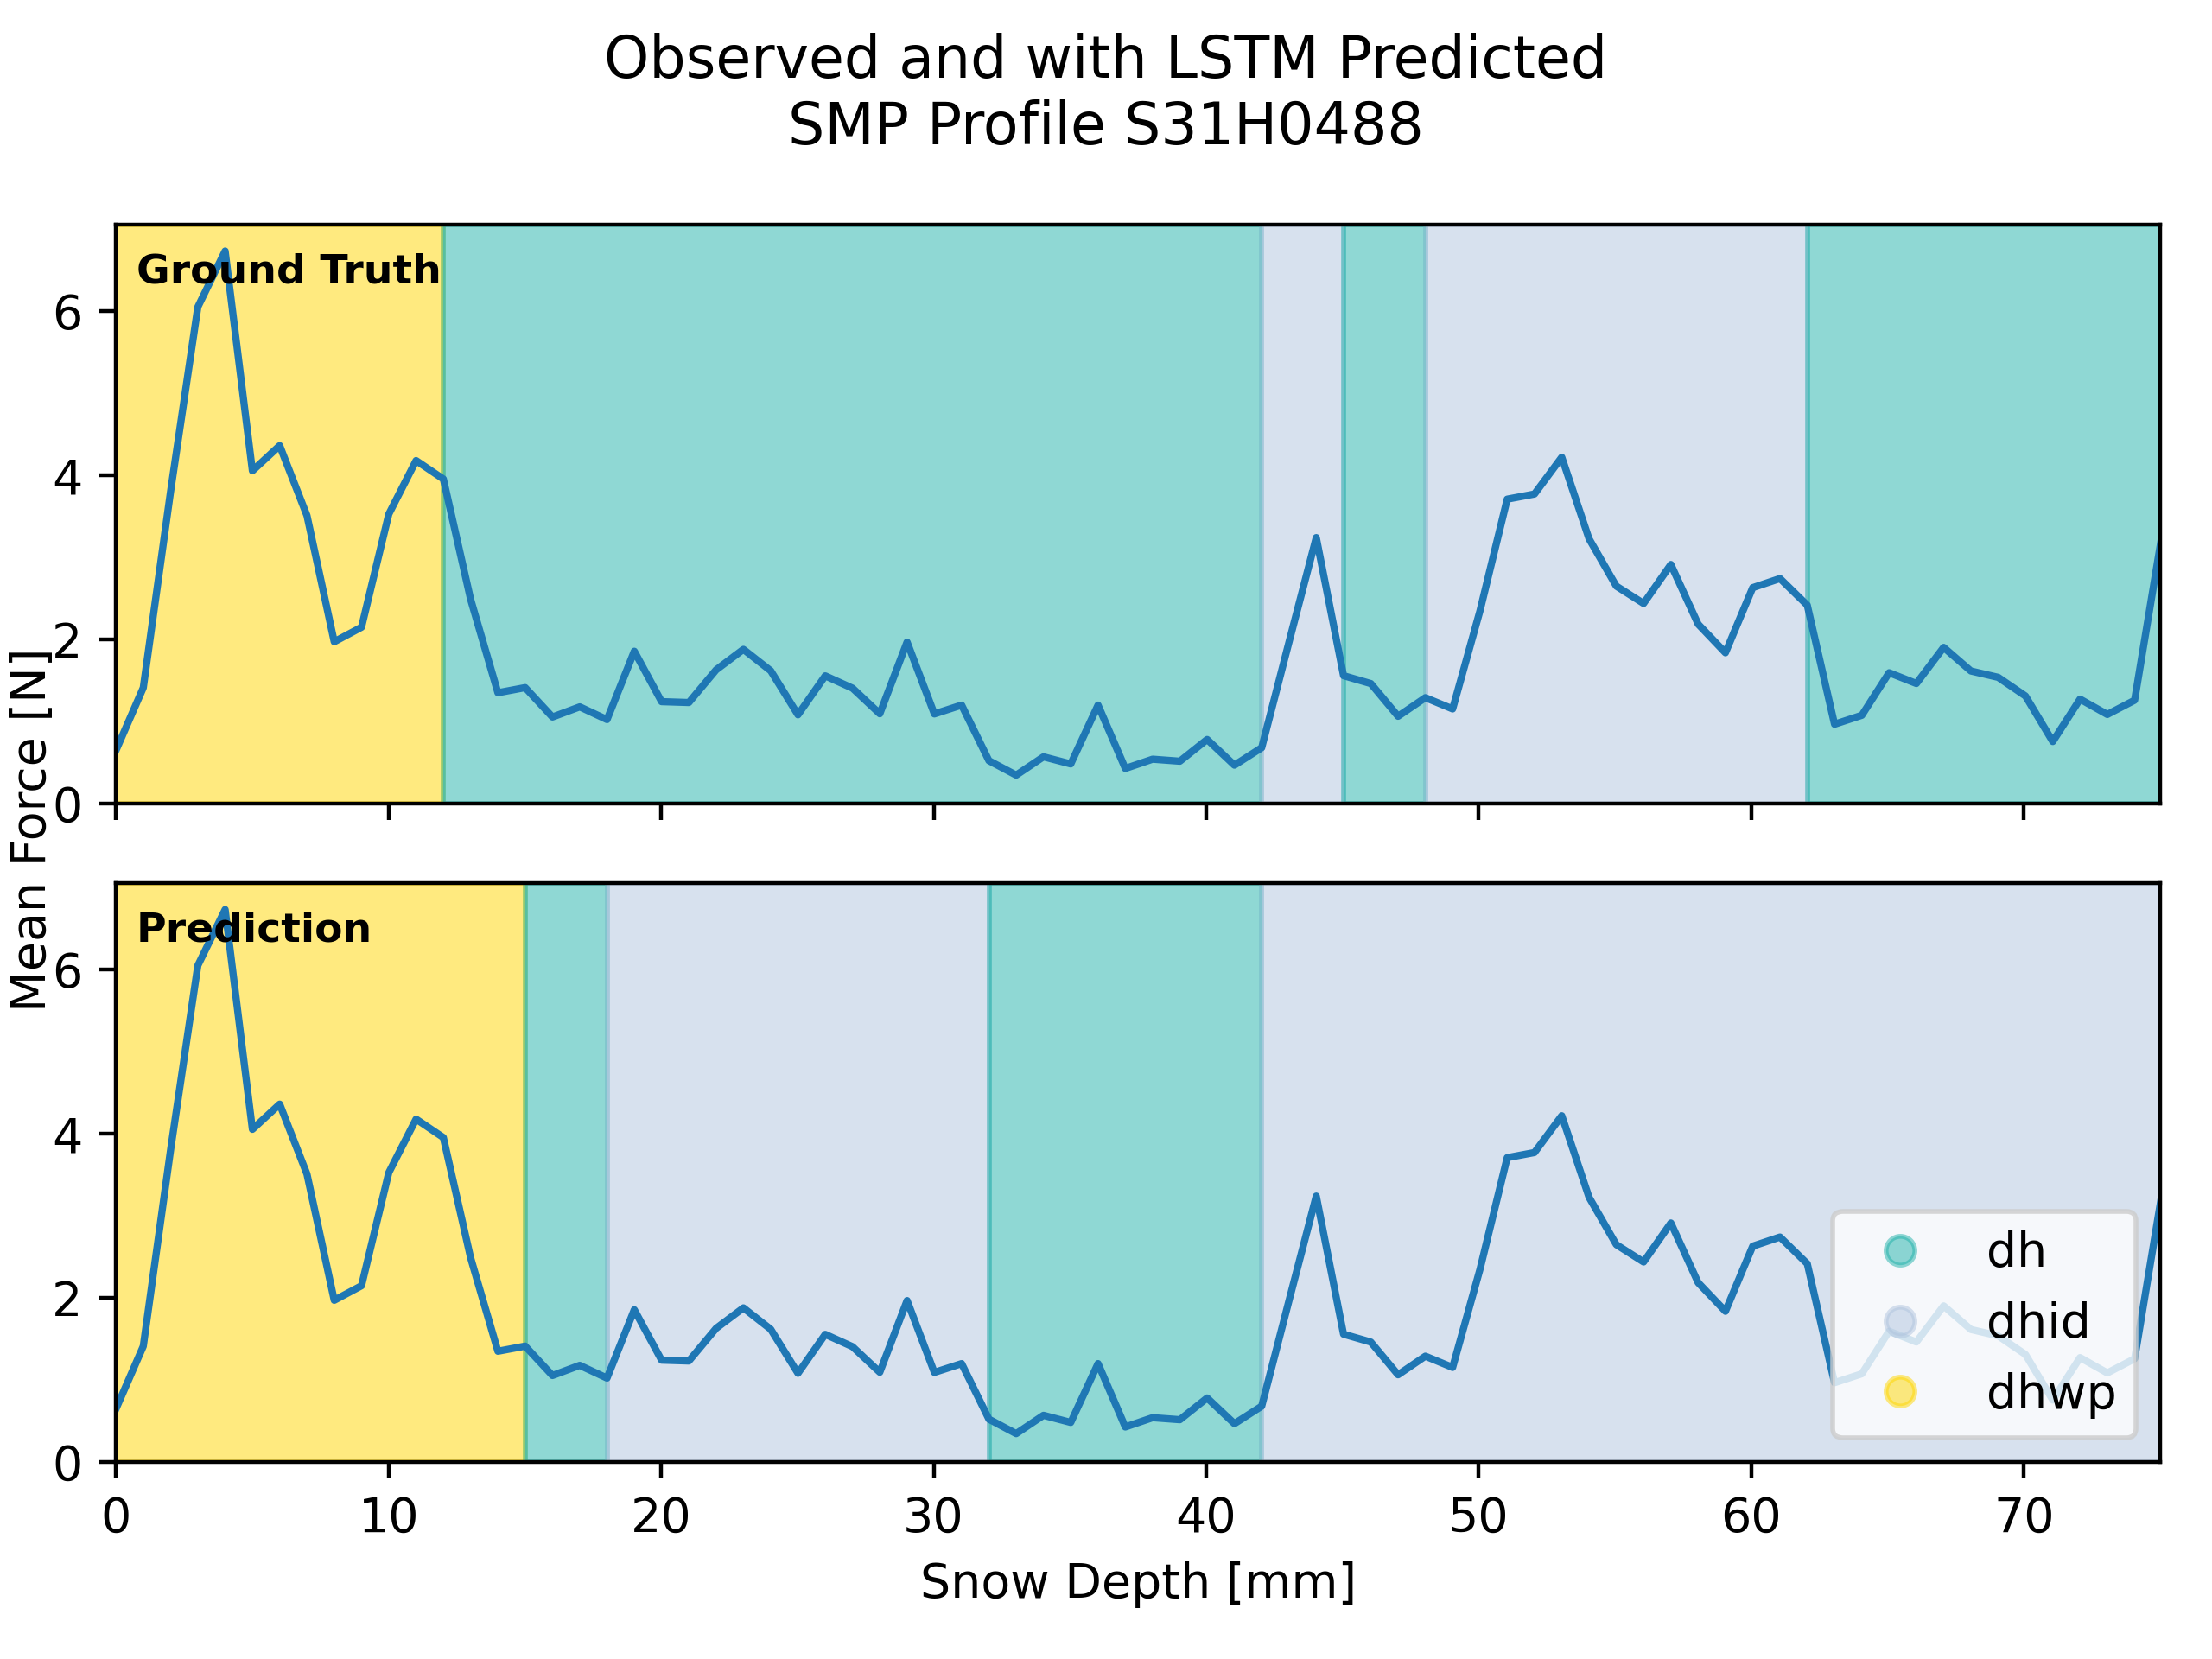 Observed and with LSTM Predicted
SMP Profile S31H0488
Mean Force [N]
Ground Truth
6
4
2
0
Prediction
6
4
2
0
dh
dhid
dhwp
0 10 20 30 40 50 60 70
Snow Depth [mm]